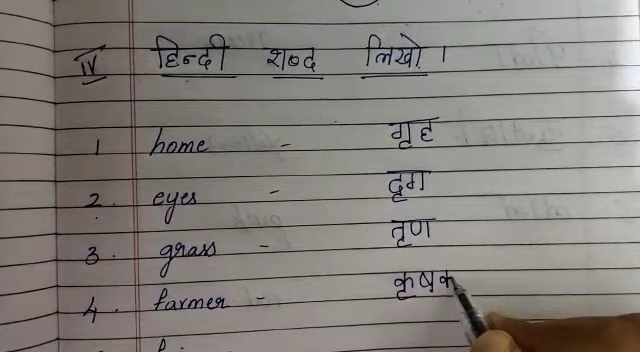 IV हिन्दी शब्द लिखो ।
1 home - गृह
2. eyes - दृग
3. grass - तृण
4. farmer - कृषक